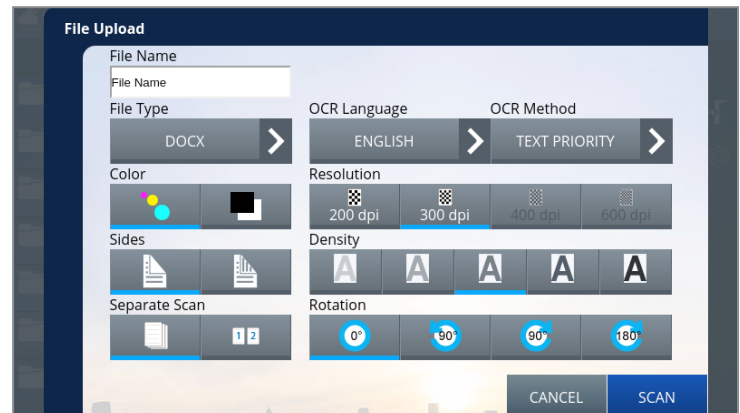 File Upload
File Name
File Name
File Type
OCR Language
OCR Method
DOCX
ENGLISH
TEXT PRIORITY
Color
Resolution
200 dpi
300 dpi
400 dpi
600 dpi
Sides
Density
A A A A A
Separate Scan
Rotation
1 2
0°
90°
90°
180°
CANCEL
SCAN